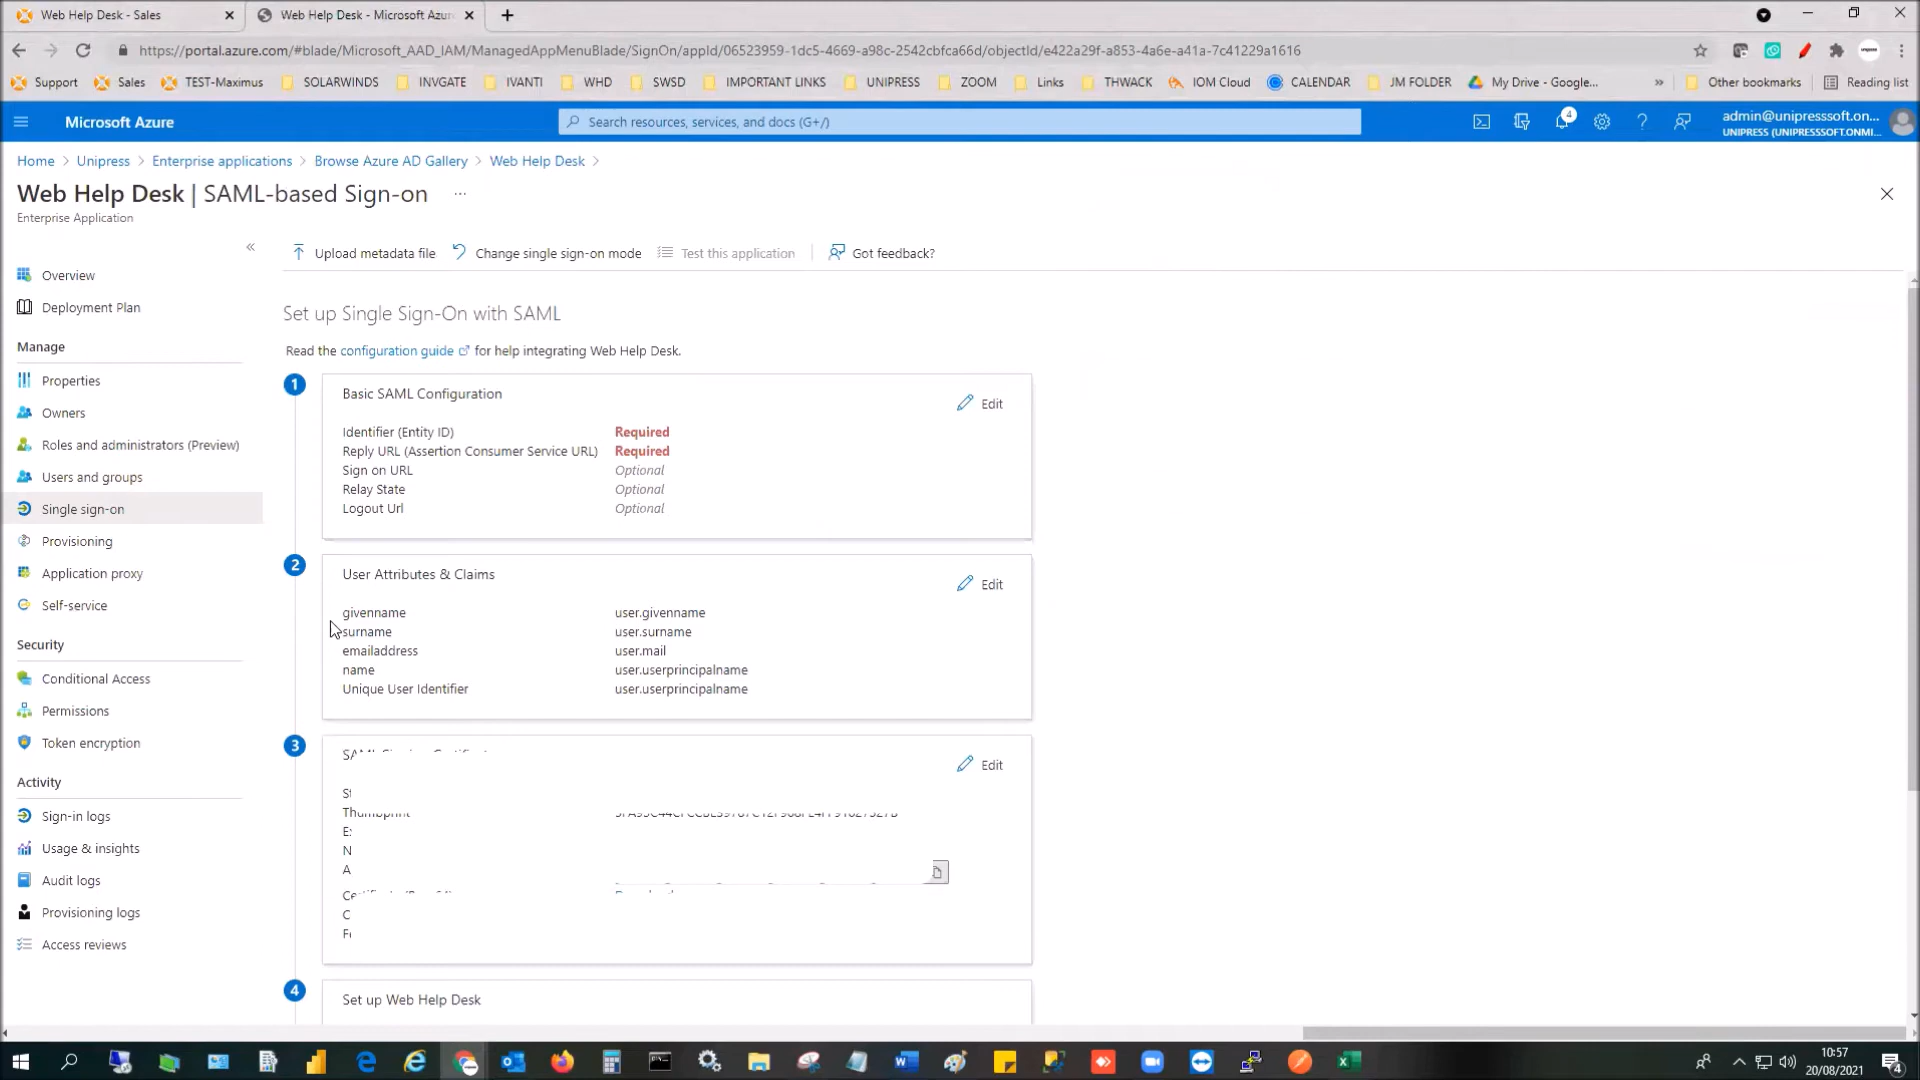 Web Help Desk - Sales
Web Help Desk - Microsoft Azur
https://portal.azure.com/#blade/Microsoft_AAD_IAM/ManagedAppMenuBlade/SignOn/appId/06523959-1dc5-4669-a98c-2542cbfca66d/objectId/e422a29f-a853-4a6e-a41a-7c41229a1616
Support Sales TEST-Maximus SOLARWINDS INVGATE IVANTI WHD SWSD IMPORTANT LINKS UNIPRESS ZOOM Links THWACK IOM Cloud CALENDAR JM FOLDER My Drive - Google... » Other bookmarks Reading list
Microsoft Azure
Search resources, services, and docs (G+/)
4
admin@unipresssoft.on...
UNIPRESS (UNIPRESSSOFT.ONMI...
Home > Unipress > Enterprise applications > Browse Azure AD Gallery > Web Help Desk >
Web Help Desk | SAML-based Sign-on ...
Enterprise Application
«
Overview
Deployment Plan
Manage
Properties
Owners
Roles and administrators (Preview)
Users and groups
Single sign-on
Provisioning
Application proxy
Self-service
Security
Conditional Access
Permissions
Token encryption
Activity
Sign-in logs
Usage & insights
Audit logs
Provisioning logs
Access reviews
Upload metadata file
Change single sign-on mode
Test this application
Got feedback?
Set up Single Sign-On with SAML
Read the configuration guide for help integrating Web Help Desk.
1
Basic SAML Configuration
Edit
Identifier (Entity ID) Required
Reply URL (Assertion Consumer Service URL) Required
Sign on URL Optional
Relay State Optional
Logout Url Optional
2
User Attributes & Claims
Edit
givenname user.givenname
surname user.surname
emailaddress user.mail
name user.userprincipalname
Unique User Identifier user.userprincipalname
3
Edit
Thumbprint
4
Set up Web Help Desk
10:57
20/08/2021
4